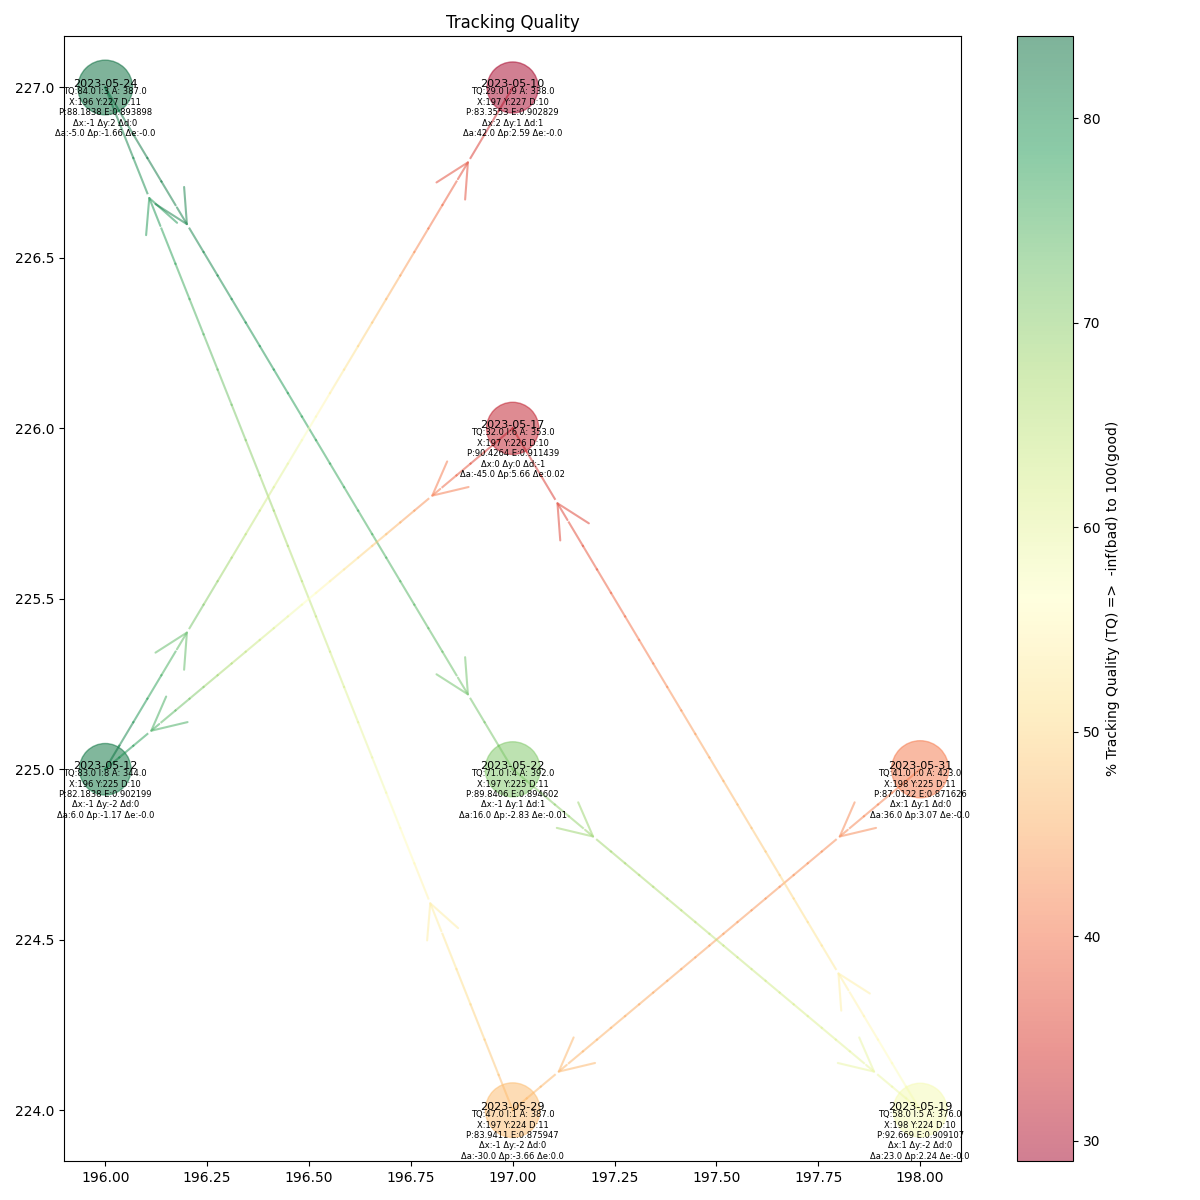 Tracking Quality
227.0
226.5
226.0
225.5
225.0
224.5
224.0
2023-05-24
TQ:84.0 I:3 A: 387.0
X:196 Y:227 D:11
P:88.1838 E:0.893898
Δx:-1 Δy:2 Δd:0
Δa:-5.0 Δp:-1.66 Δe:-0.0
2023-05-10
TQ:29.0 I:9 A: 338.0
X:197 Y:227 D:10
P:83.3553 E:0.902829
Δx:2 Δy:1 Δd:1
Δa:42.0 Δp:2.59 Δe:-0.0
2023-05-17
TQ:32.0 I:6 A: 353.0
X:197 Y:226 D:10
P:90.4264 E:0.911439
Δx:0 Δy:0 Δd:-1
Δa:-45.0 Δp:5.66 Δe:0.02
2023-05-12
TQ:83.0 I:8 A: 344.0
X:196 Y:225 D:10
P:82.1838 E:0.902199
Δx:-1 Δy:-2 Δd:0
Δa:6.0 Δp:-1.17 Δe:-0.0
2023-05-22
TQ:71.0 I:4 A: 392.0
X:197 Y:225 D:11
P:89.8406 E:0.894602
Δx:-1 Δy:1 Δd:1
Δa:16.0 Δp:-2.83 Δe:-0.01
2023-05-31
TQ:41.0 I:0 A: 423.0
X:198 Y:225 D:11
P:87.0122 E:0.871626
Δx:1 Δy:1 Δd:0
Δa:36.0 Δp:3.07 Δe:-0.0
2023-05-29
TQ:47.0 I:1 A: 387.0
X:197 Y:224 D:11
P:83.9411 E:0.875947
Δx:-1 Δy:-2 Δd:0
Δa:-30.0 Δp:-3.66 Δe:0.0
2023-05-19
TQ:58.0 I:5 A: 376.0
X:198 Y:224 D:10
P:92.669 E:0.909107
Δx:1 Δy:-2 Δd:0
Δa:23.0 Δp:2.24 Δe:-0.0
196.00
196.25
196.50
196.75
197.00
197.25
197.50
197.75
198.00
80
70
60
50
40
30
% Tracking Quality (TQ) =>  -inf(bad) to 100(good)